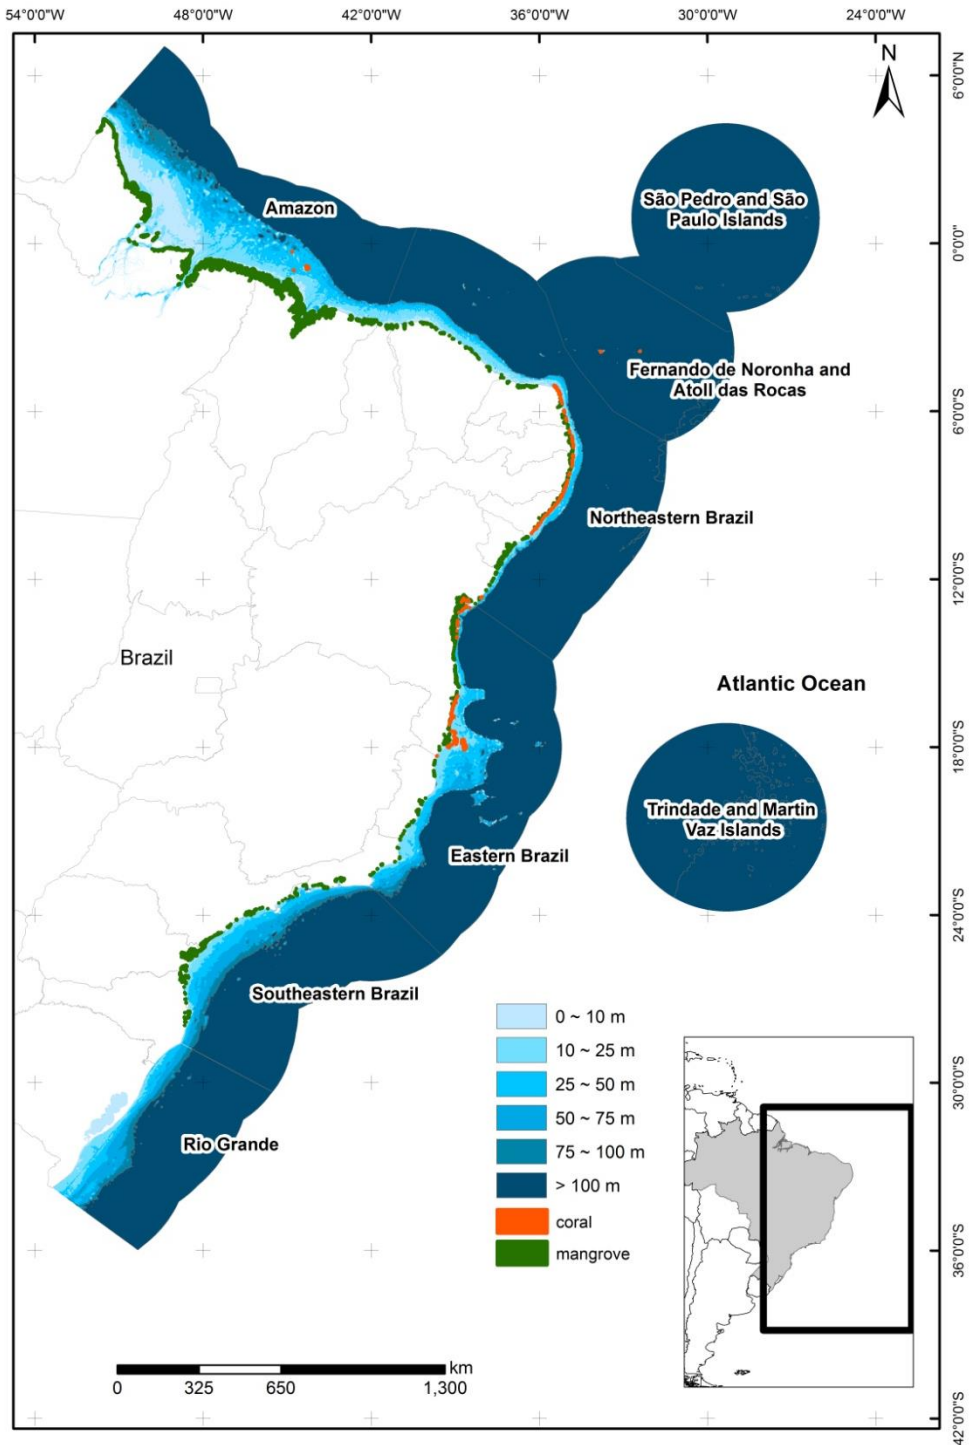 54°0'0"W 48°0'0"W 42°0'0"W 36°0'0"W 30°0'0"W 24°0'0"W
N
6°0'0"N
São Pedro and São
Paulo Islands
Amazon
0°0'0"
Fernando de Noronha and
Atoll das Rocas
6°0'0"S
Northeastern Brazil
12°0'0"S
Brazil
Atlantic Ocean
18°0'0"S
Trindade and Martin
Vaz Islands
Eastern Brazil
24°0'0"S
Southeastern Brazil
0 ~ 10 m
10 ~ 25 m
25 ~ 50 m
50 ~ 75 m
75 ~ 100 m
> 100 m
coral
mangrove
30°0'0"S
Rio Grande
36°0'0"S
km
0 325 650 1,300
42°0'0"S